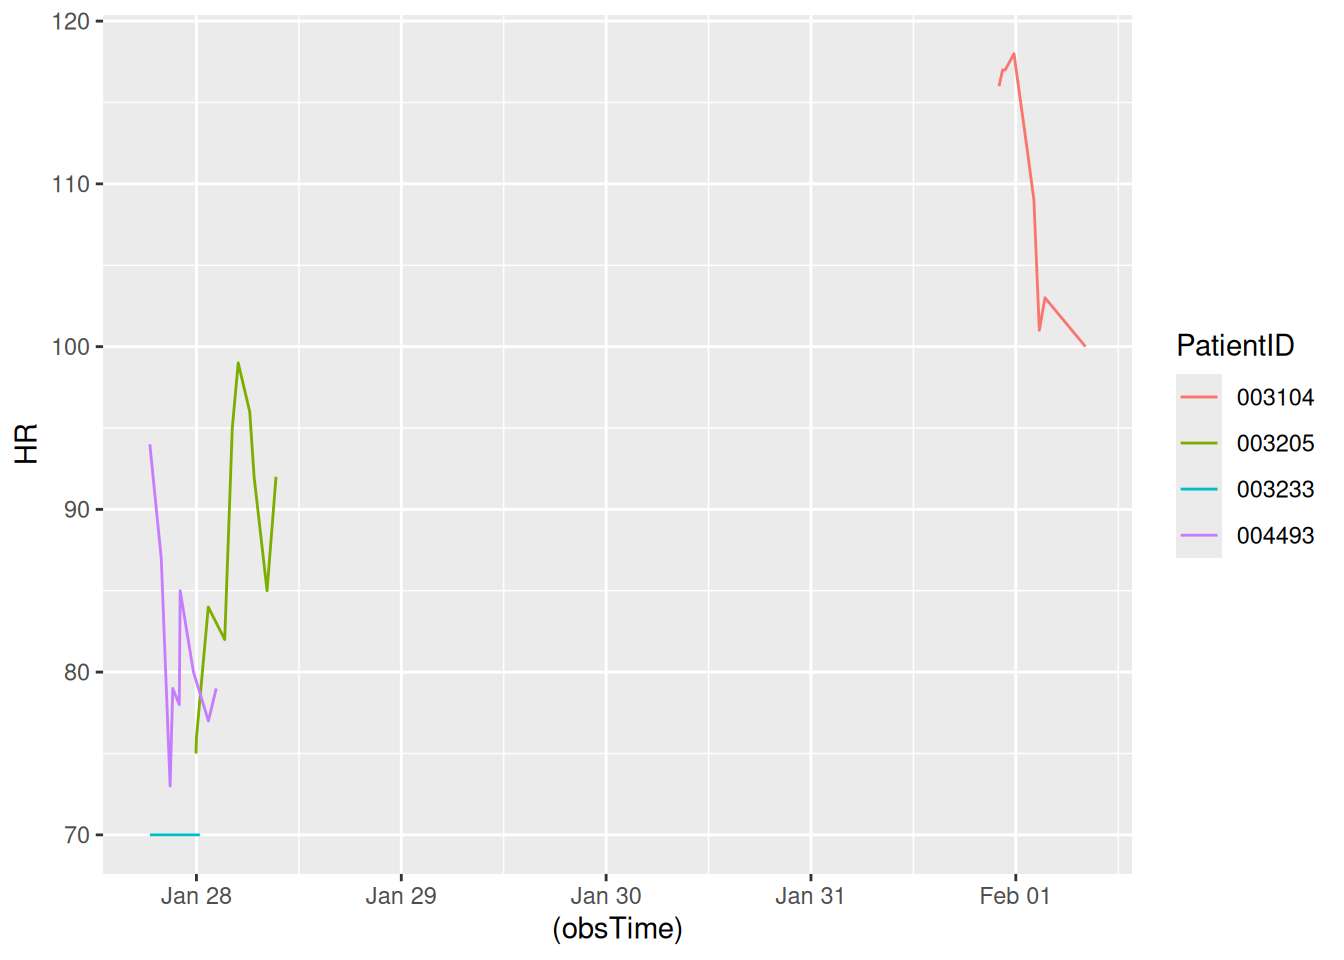 120
110
100
90
80
70
HR
Jan 28
Jan 29
Jan 30
Jan 31
Feb 01
(obsTime)
PatientID
003104
003205
003233
004493